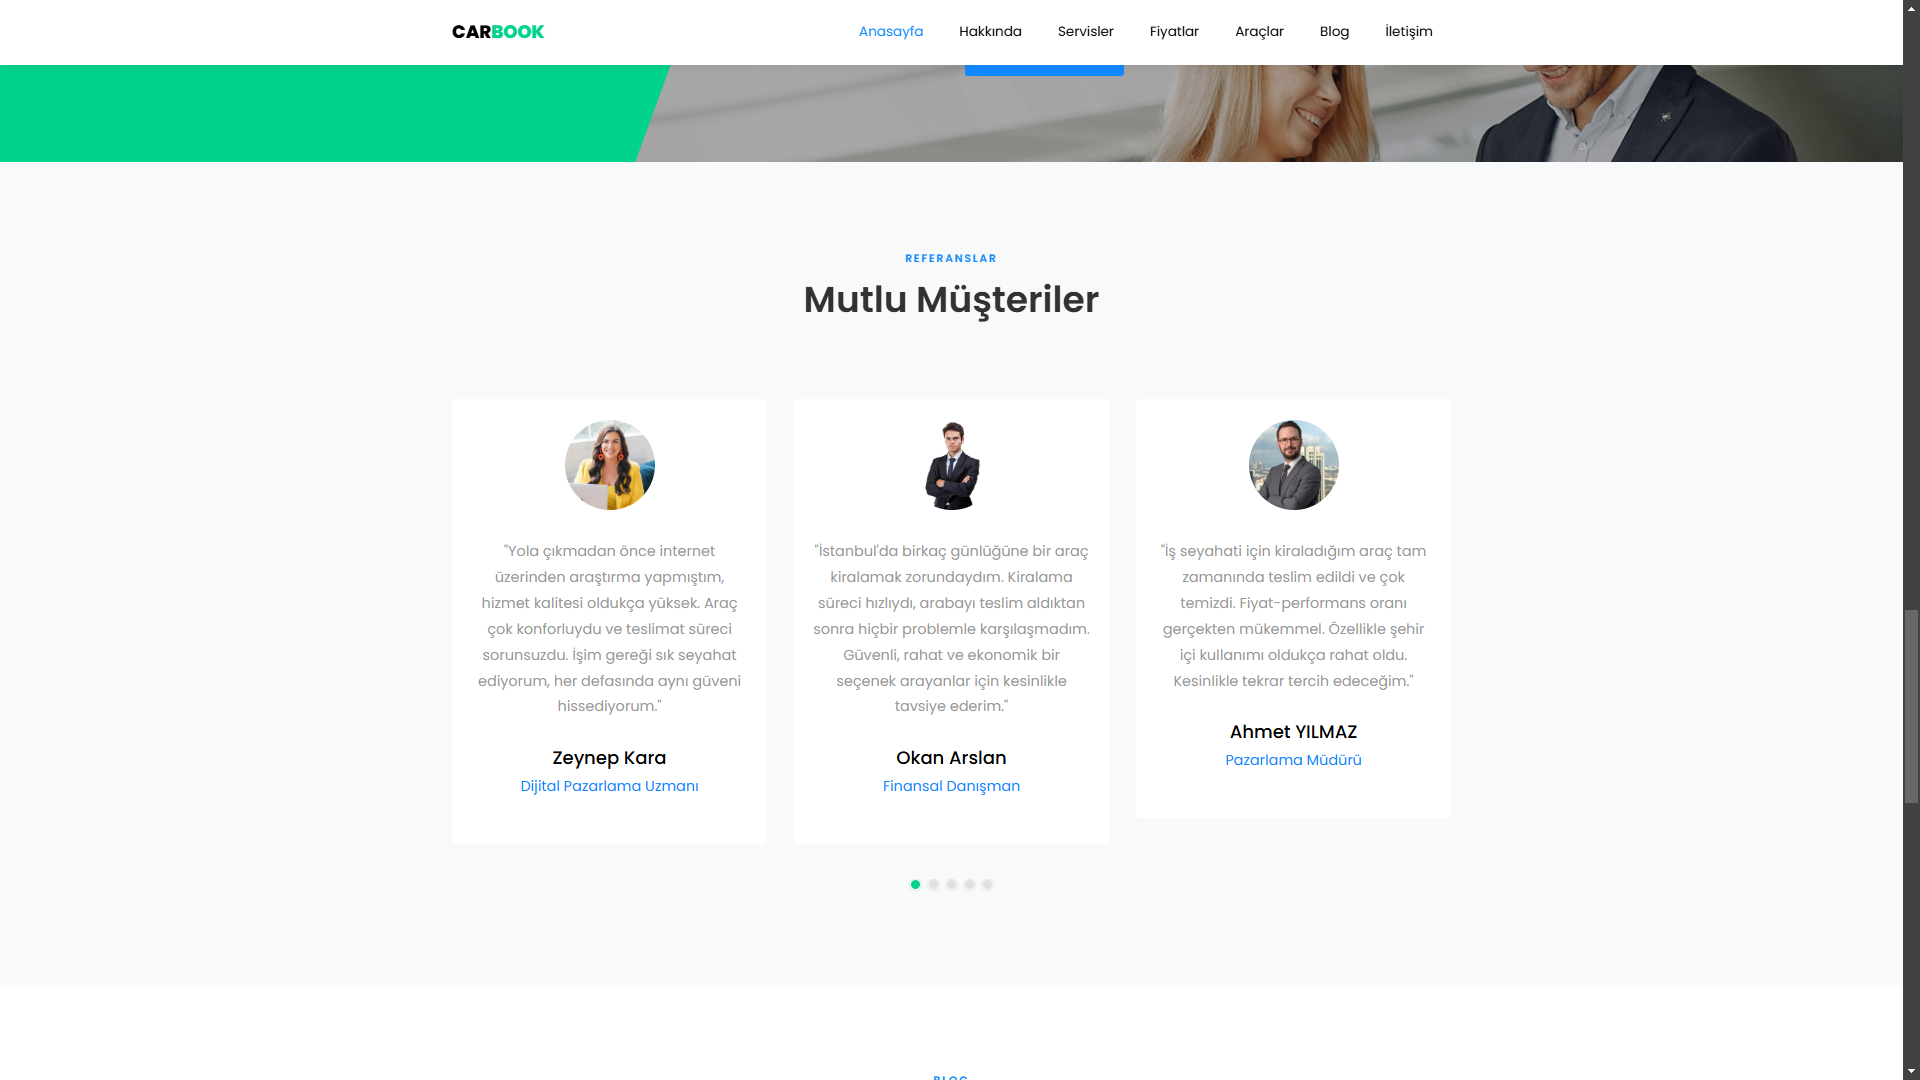 CARBOOK
Anasayfa Hakkında Servisler Fiyatlar Araçlar Blog İletişim
REFERANSLAR
Mutlu Müşteriler
"Yola çıkmadan önce internet
üzerinden araştırma yapmıştım,
hizmet kalitesi oldukça yüksek. Araç
çok konforluydu ve teslimat süreci
sorunsuzdu. İşim gereği sık seyahat
ediyorum, her defasında aynı güveni
hissediyorum."
Zeynep Kara
Dijital Pazarlama Uzmanı
"İstanbul'da birkaç günlüğüne bir araç
kiralamak zorundaydım. Kiralama
süreci hızlıydı, arabayı teslim aldıktan
sonra hiçbir problemle karşılaşmadım.
Güvenli, rahat ve ekonomik bir
seçenek arayanlar için kesinlikle
tavsiye ederim."
Okan Arslan
Finansal Danışman
"İş seyahati için kiraladığım araç tam
zamanında teslim edildi ve çok
temizdi. Fiyat-performans oranı
gerçekten mükemmel. Özellikle şehir
içi kullanımı oldukça rahat oldu.
Kesinlikle tekrar tercih edeceğim."
Ahmet YILMAZ
Pazarlama Müdürü
BLOG